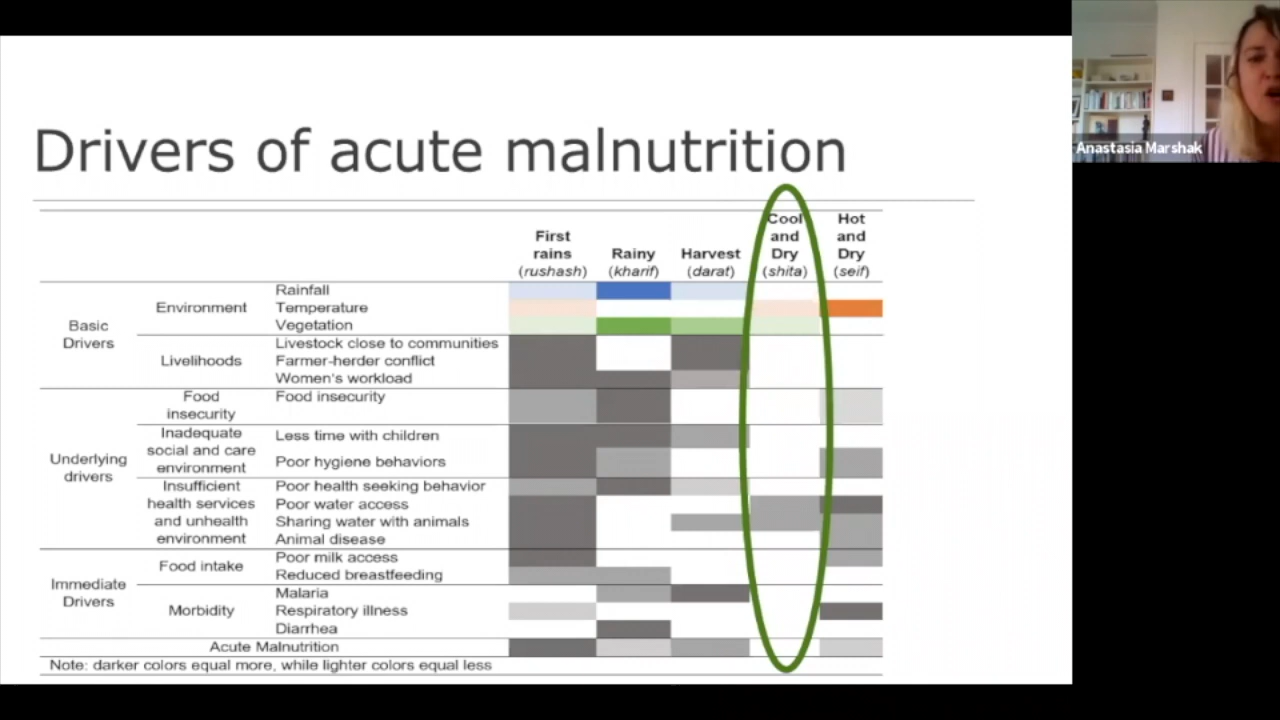 Drivers of acute malnutrition
Anastasia Marshak
First rains (rushash)
Rainy (kharif)
Harvest (darat)
Cool and Dry (shita)
Hot and Dry (seif)
Basic Drivers
Environment
Rainfall
Temperature
Vegetation
Livelihoods
Livestock close to communities
Farmer-herder conflict
Women's workload
Underlying drivers
Food insecurity
Food insecurity
Inadequate social and care environment
Less time with children
Poor hygiene behaviors
Insufficient health services and unhealth environment
Poor health seeking behavior
Poor water access
Sharing water with animals
Animal disease
Immediate Drivers
Food intake
Poor milk access
Reduced breastfeeding
Morbidity
Malaria
Respiratory illness
Diarrhea
Acute Malnutrition
Note: darker colors equal more, while lighter colors equal less